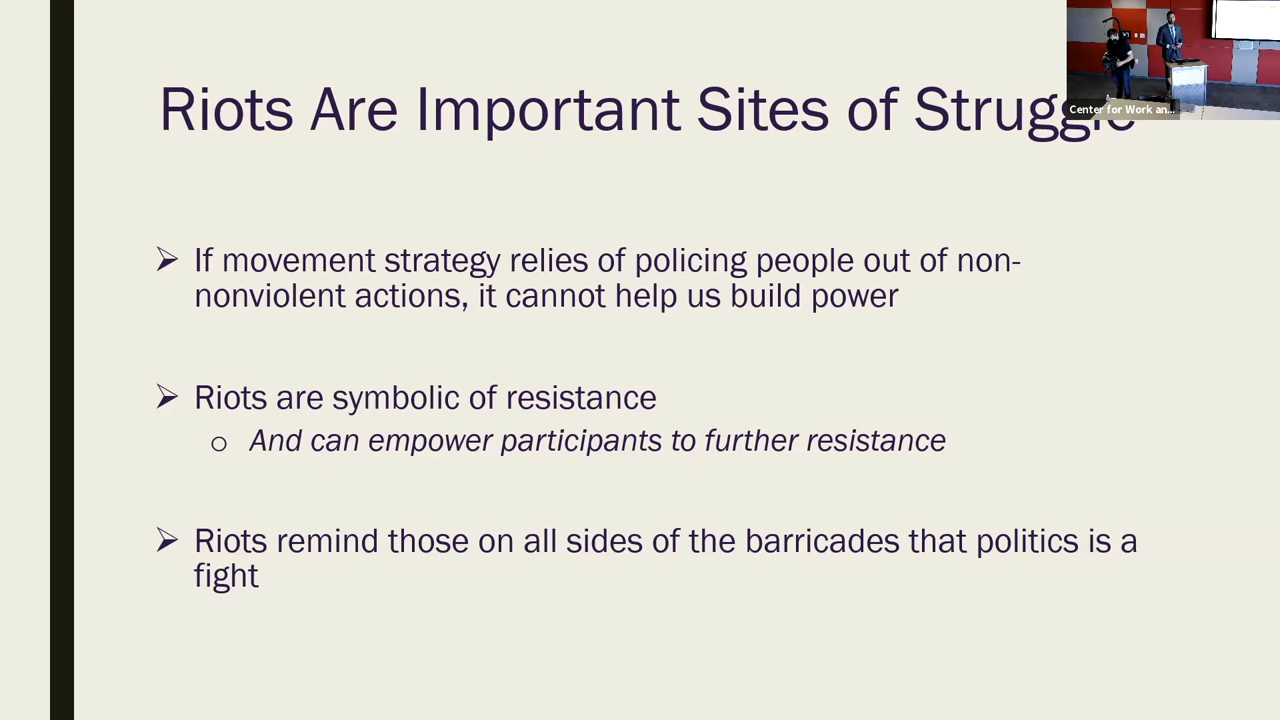 Riots Are Important Sites of Struggle
Center for Work an...
➢ If movement strategy relies of policing people out of non-
nonviolent actions, it cannot help us build power
➢ Riots are symbolic of resistance
o And can empower participants to further resistance
➢ Riots remind those on all sides of the barricades that politics is a
fight